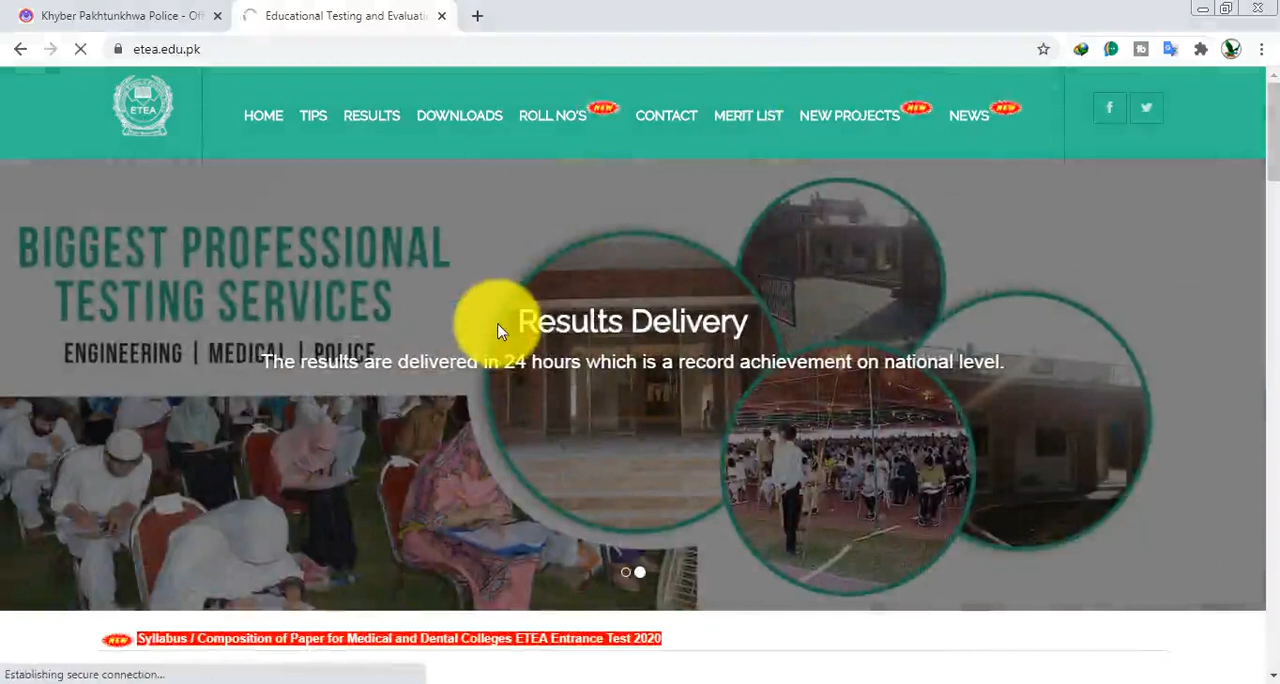 Khyber Pakhtunkhwa Police - Off
Educational Testing and Evaluati
etea.edu.pk
ETEA
HOME
TIPS
RESULTS
DOWNLOADS
ROLL NO'S NEW
CONTACT
MERIT LIST
NEW PROJECTS NEW
NEWS NEW
BIGGEST PROFESSIONAL
TESTING SERVICES
ENGINEERING | MEDICAL | POLICE
Results Delivery
The results are delivered in 24 hours which is a record achievement on national level.
NEW Syllabus / Composition of Paper for Medical and Dental Colleges ETEA Entrance Test 2020
Establishing secure connection...